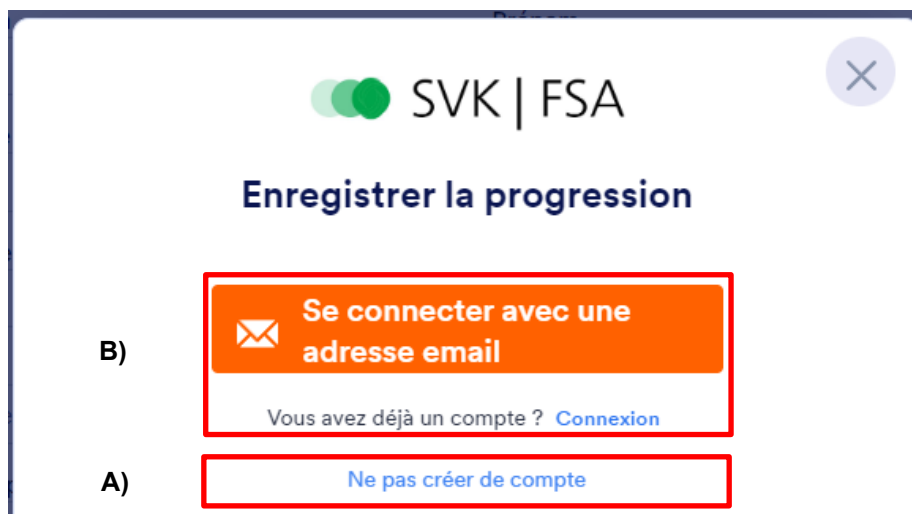 Prénom
SVK | FSA
Enregistrer la progression
B)
Se connecter avec une
adresse email
Vous avez déjà un compte ? Connexion
A)
Ne pas créer de compte